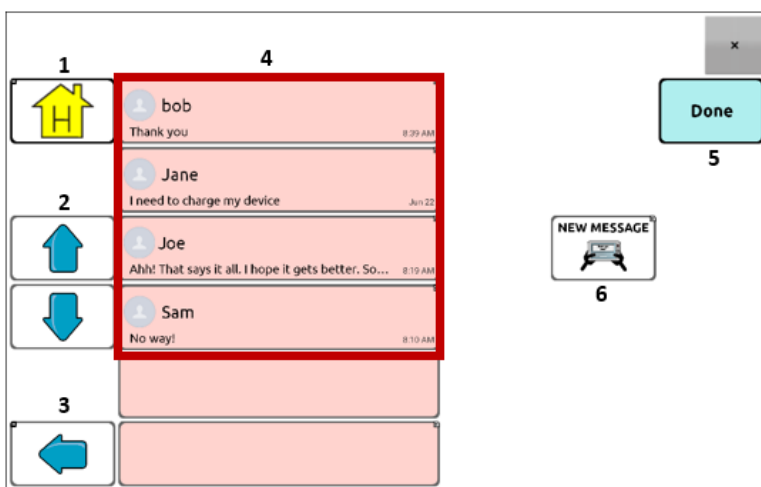 4
×
1
H
bob
Thank you 8:39 AM
Done
5
Jane
I need to charge my device Jun 22
2
NEW MESSAGE
Joe
Ahh! That says it all. I hope it gets better. So... 8:19 AM
6
Sam
No way! 8:10 AM
3